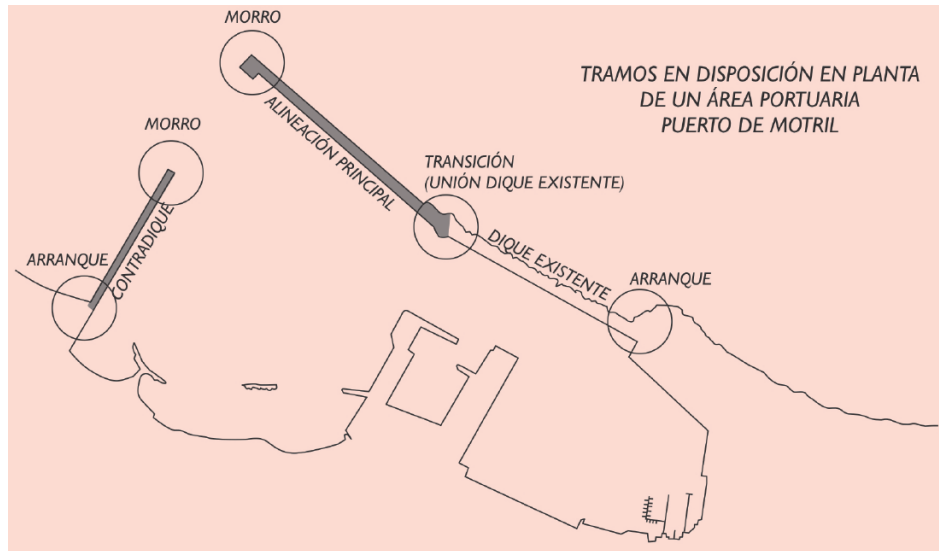 MORRO
TRAMOS EN DISPOSICIÓN EN PLANTA
DE UN ÁREA PORTUARIA
PUERTO DE MOTRIL
MORRO
ALINEACIÓN PRINCIPAL
TRANSICIÓN
(UNIÓN DIQUE EXISTENTE)
ARRANQUE
CONTRADIQUE
DIQUE EXISTENTE
ARRANQUE